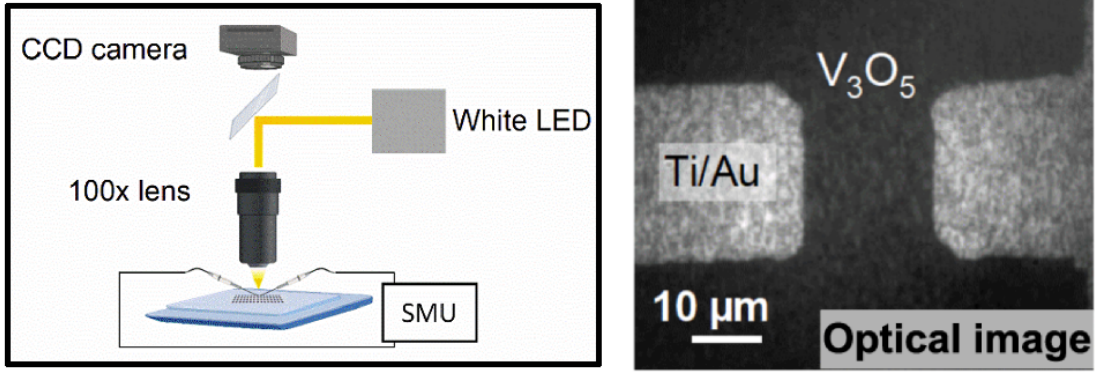 CCD camera
White LED
100x lens
SMU
V₃O₅
Ti/Au
10 μm
Optical image